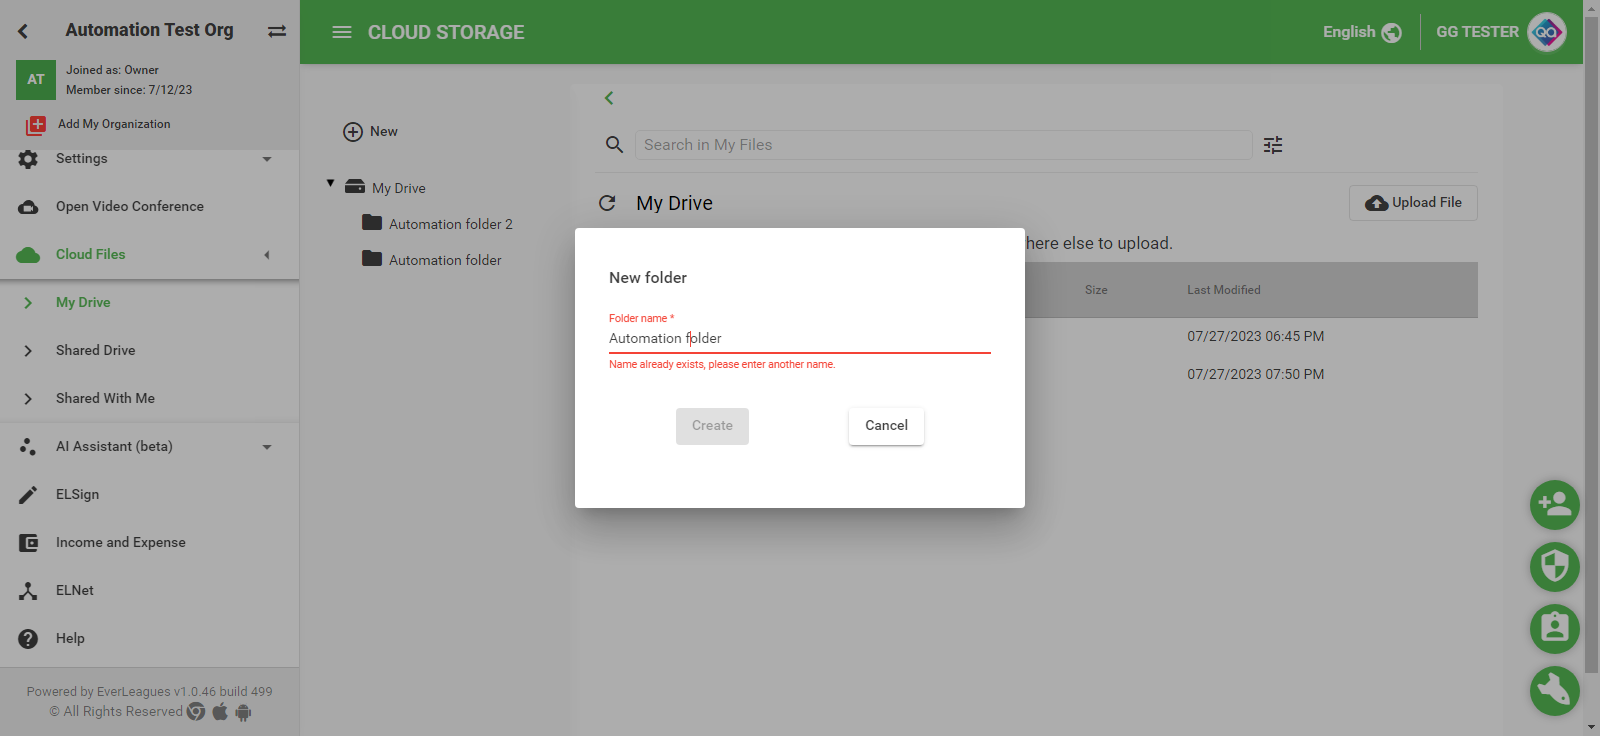 Automation Test Org
AT
Joined as: Owner
Member since: 7/12/23
Add My Organization
Settings
Open Video Conference
Cloud Files
My Drive
Shared Drive
Shared With Me
AI Assistant (beta)
ELSign
Income and Expense
ELNet
Help
Powered by EverLeagues v1.0.46 build 499
© All Rights Reserved
CLOUD STORAGE
English
GG TESTER
QA
New
My Drive
Automation folder 2
Automation folder
Search in My Files
My Drive
Upload File
here else to upload.
Size
Last Modified
07/27/2023 06:45 PM
07/27/2023 07:50 PM
New folder
Folder name *
Automation folder
Name already exists, please enter another name.
Create
Cancel